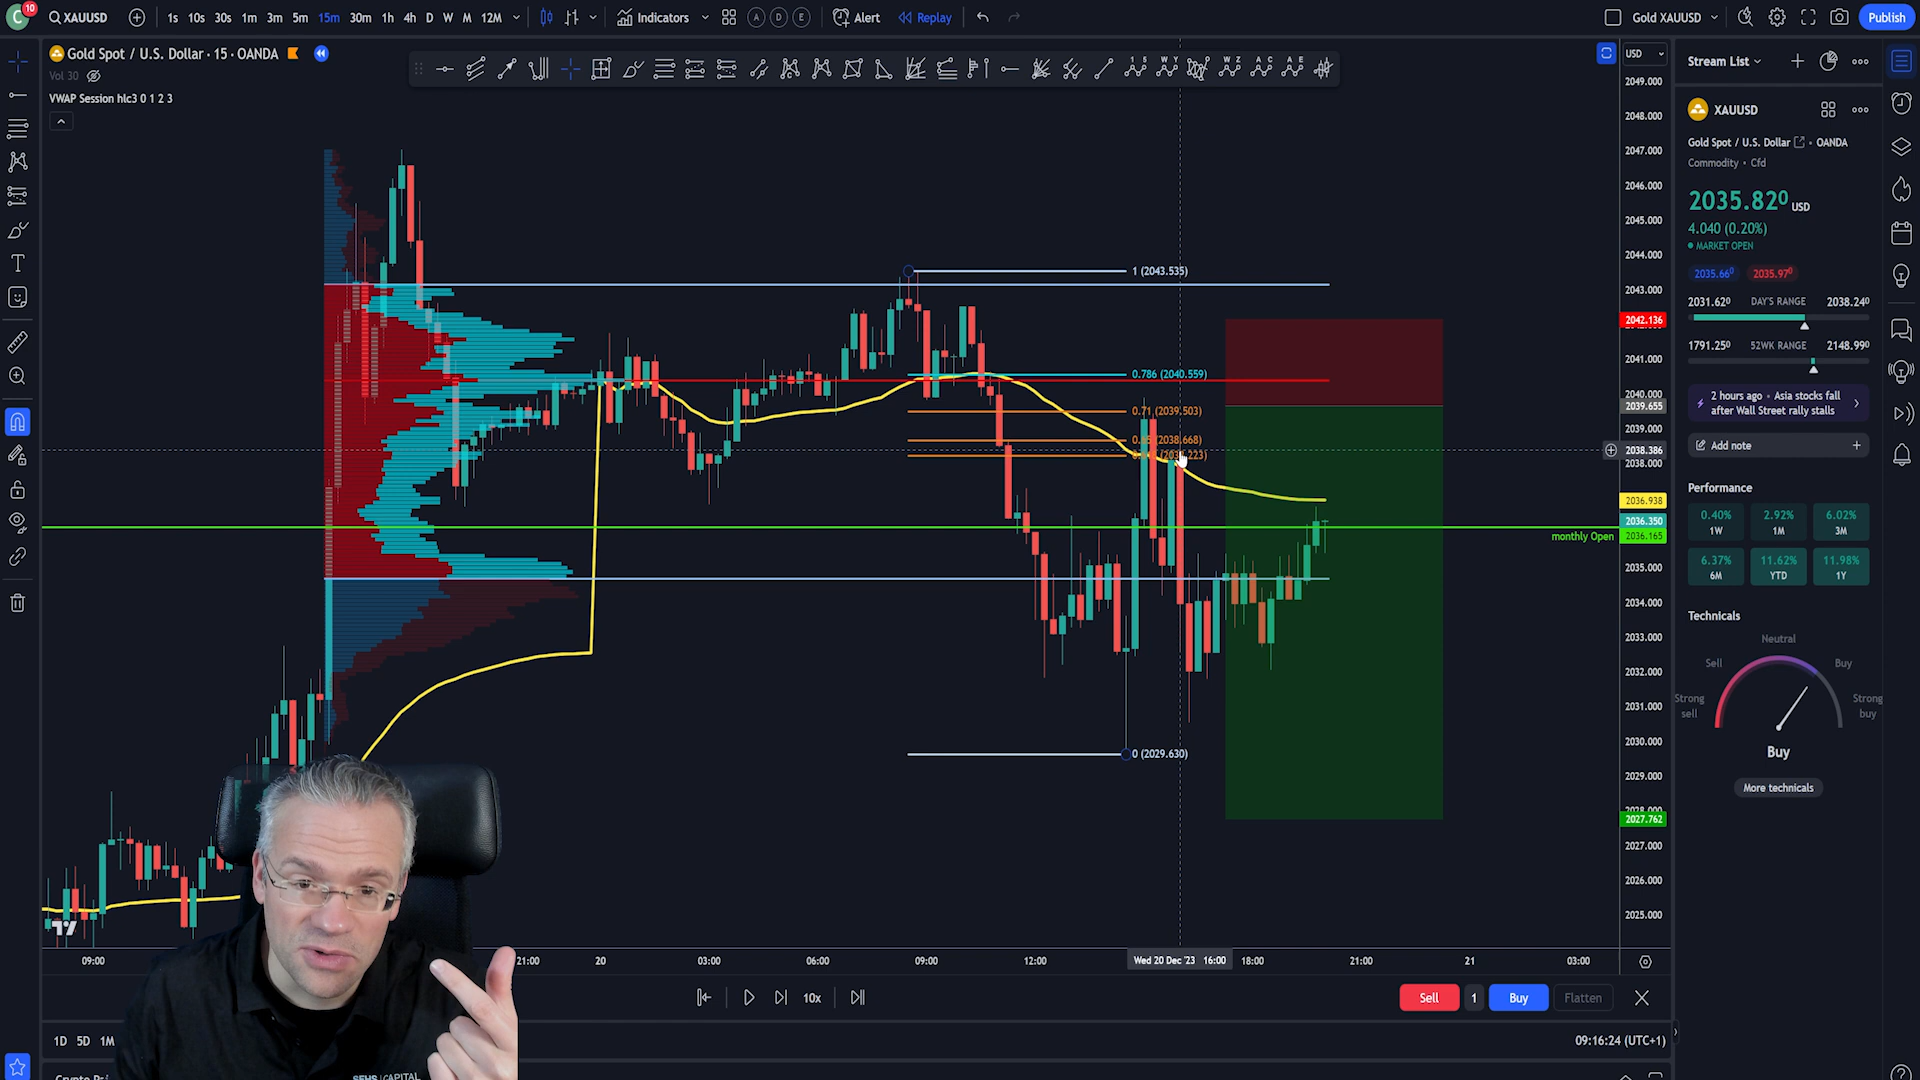 C 10 XAUUSD 1s 10s 30s 1m 3m 5m 15m 30m 1h 4h D W M 12M Indicators A D E Alert Replay Gold XAUUSD Publish
Gold Spot / U.S. Dollar · 15 · OANDA
Vol 30
VWAP Session hlc3 0 1 2 3
USD
2049.000
2048.000
2047.000
2046.000
2045.000
2044.000
2043.000
2042.136
2041.000
2040.000
2039.655
2039.000
2038.386
2038.000
2036.938
2036.350
2036.165
2035.000
2034.000
2033.000
2032.000
2031.000
2030.000
2029.000
2028.000
2027.762
2027.000
2026.000
2025.000
1 (2043.535)
0.786 (2040.559)
0.71 (2039.503)
(2038.668)
monthly Open
0 (2029.630)
09:00 21:00 20 03:00 06:00 09:00 12:00 Wed 20 Dec '23 16:00 18:00 21:00 21 03:00
10x Sell 1 Buy Flatten
1D 5D 1M 09:16:24 (UTC+1)
CAPITAL
Stream List
XAUUSD
Gold Spot / U.S. Dollar · OANDA
Commodity · Cfd
2035.820 USD
4.040 (0.20%)
MARKET OPEN
2035.660 2035.970
2031.620 DAY'S RANGE 2038.240
1791.250 52WK RANGE 2148.990
2 hours ago · Asia stocks fall
after Wall Street rally stalls
Add note
Performance
0.40% 2.92% 6.02%
1W 1M 3M
6.37% 11.62% 11.98%
6M YTD 1Y
Technicals
Neutral
Sell Buy
Strong sell Strong buy
Buy
More technicals